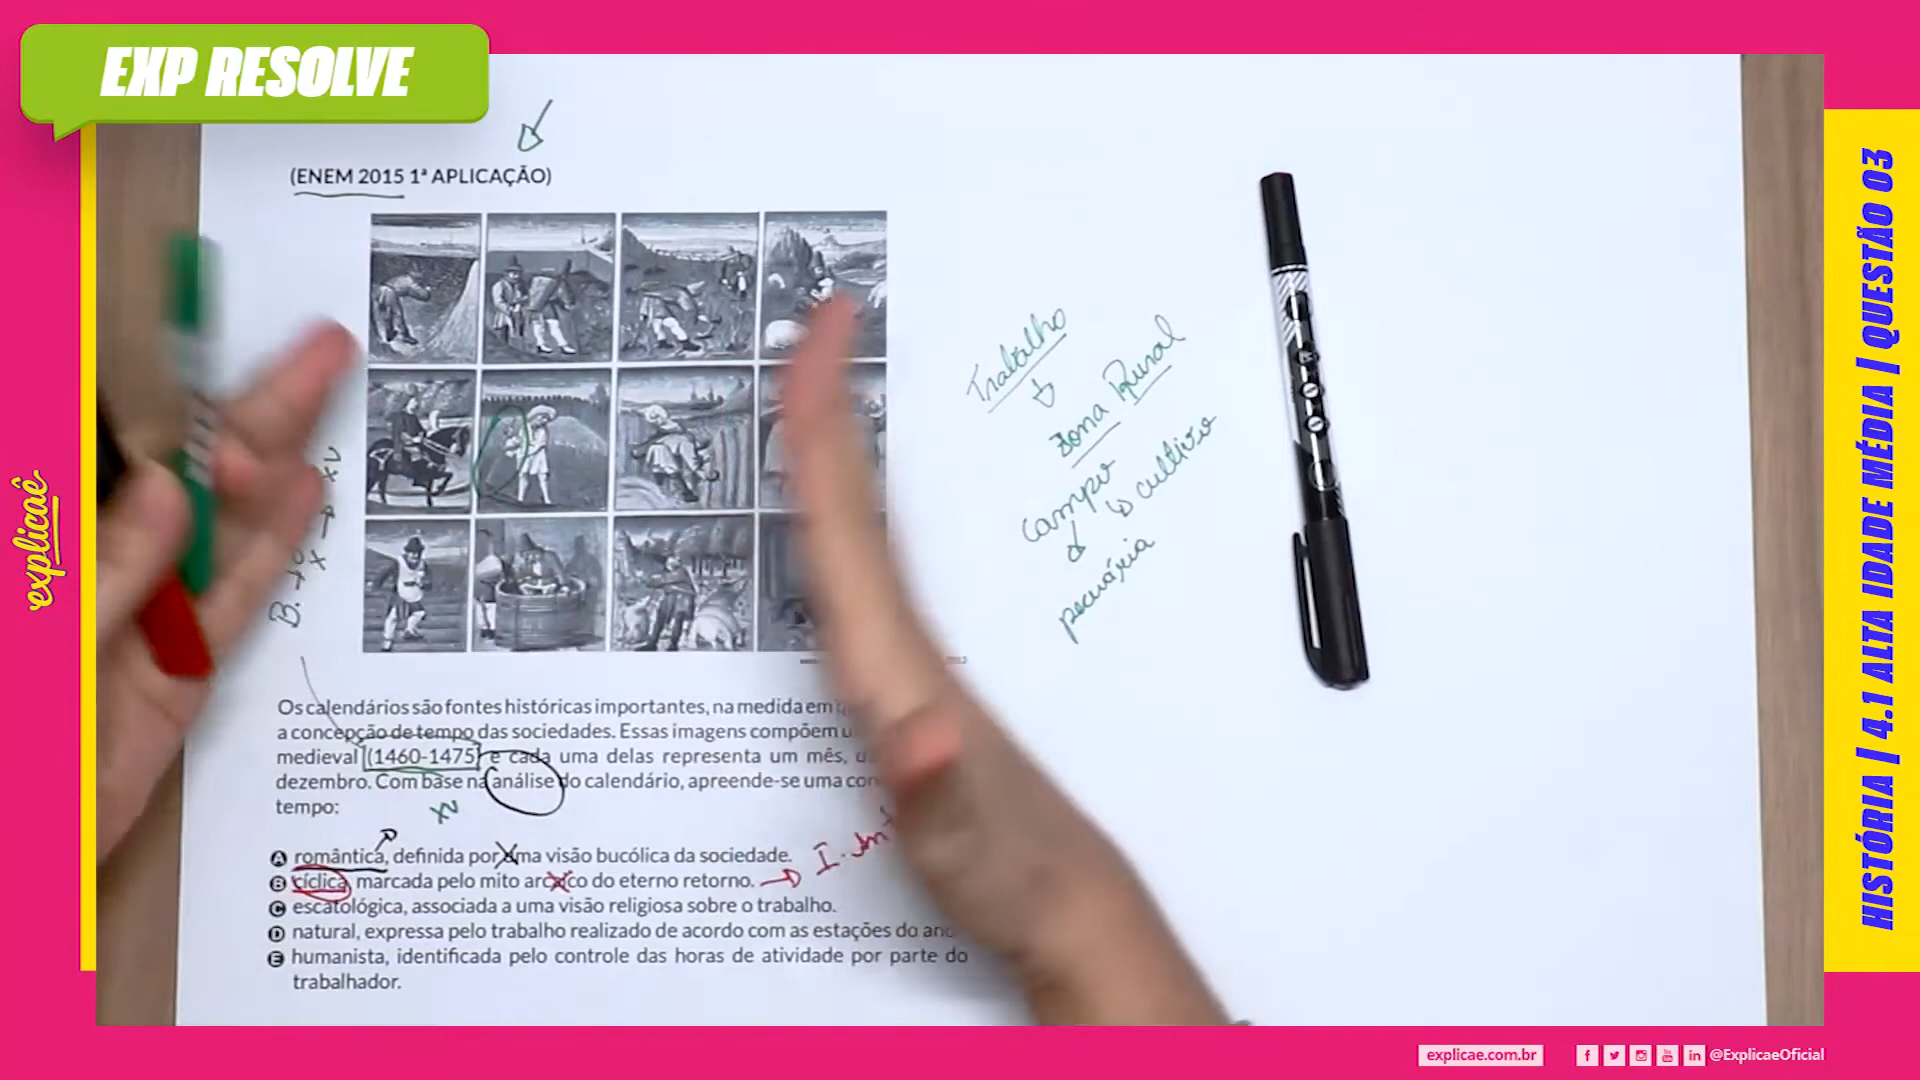 EXP RESOLVE
(ENEM 2015 1ª APLICAÇÃO)
Trabalho
Zona Rural
campo
cultivo
pecuária
B.
X → XV
Os calendários são fontes históricas importantes, na medida em
a concepção de tempo das sociedades. Essas imagens compõem
medieval (1460-1475) e cada uma delas representa um mês,
dezembro. Com base na análise do calendário, apreende-se uma
tempo:
XV
A romântica, definida por uma visão bucólica da sociedade.
B cíclica, marcada pelo mito arcaico do eterno retorno.
C escatológica, associada a uma visão religiosa sobre o trabalho.
D natural, expressa pelo trabalho realizado de acordo com as estações do
E humanista, identificada pelo controle das horas de atividade por parte do
trabalhador.
explicaê
HISTÓRIA | 4.1 ALTA IDADE MÉDIA | QUESTÃO 03
explicae.com.br
@ExplicaeOficial